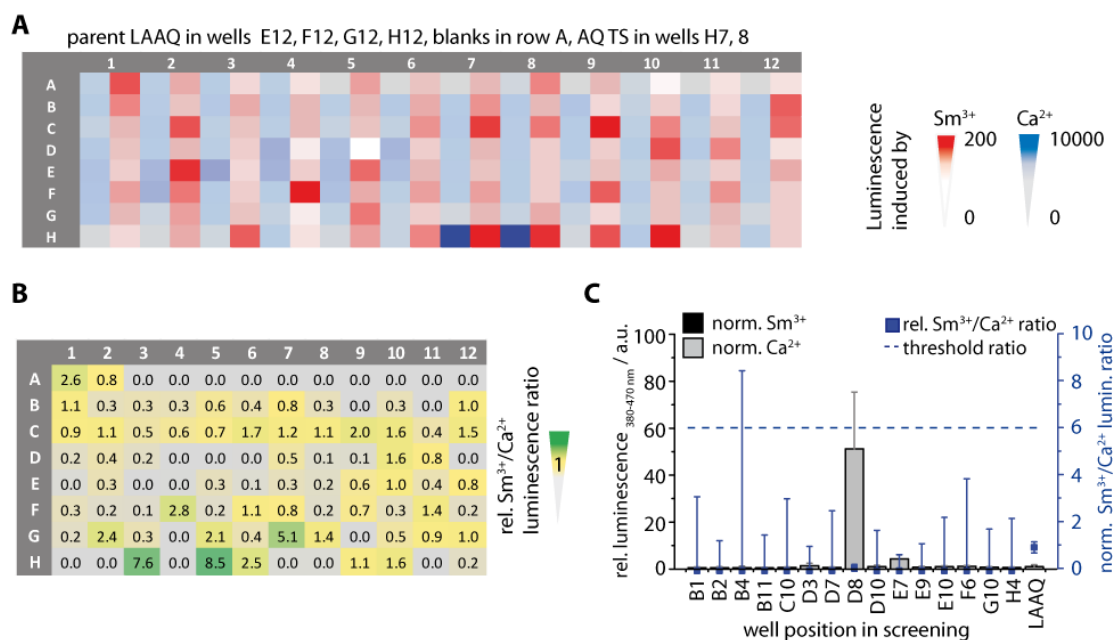 A
parent LAAQ in wells E12, F12, G12, H12, blanks in row A, AQ TS in wells H7, 8
1 2 3 4 5 6 7 8 9 10 11 12
A
B
C
D
E
F
G
H
Luminescence
induced by
Sm³⁺ Ca²⁺
200 10000
0 0
B
1 2 3 4 5 6 7 8 9 10 11 12
A 2.6 0.8 0.0 0.0 0.0 0.0 0.0 0.0 0.0 0.0 0.0 0.0
B 1.1 0.3 0.3 0.3 0.6 0.4 0.8 0.3 0.0 0.3 0.0 1.0
C 0.9 1.1 0.5 0.6 0.7 1.7 1.2 1.1 2.0 1.6 0.4 1.5
D 0.2 0.4 0.2 0.0 0.0 0.0 0.5 0.1 0.1 1.6 0.8 0.0
E 0.0 0.3 0.0 0.0 0.3 0.1 0.3 0.2 0.6 1.0 0.4 0.8
F 0.3 0.2 0.1 2.8 0.2 1.1 0.8 0.2 0.7 0.3 1.4 0.2
G 0.2 2.4 0.3 0.0 2.1 0.4 5.1 1.4 0.0 0.5 0.9 1.0
H 0.0 0.0 7.6 0.0 8.5 2.5 0.0 0.0 1.1 1.6 0.0 0.2
rel. Sm³⁺/Ca²⁺
luminescence ratio
1
C
norm. Sm³⁺
norm. Ca²⁺
rel. Sm³⁺/Ca²⁺ ratio
threshold ratio
rel. luminescence 380-470 nm / a.u.
100
80
60
40
20
0
norm. Sm³⁺/Ca²⁺ lumin. ratio
10
8
6
4
2
0
B1 B2 B4 B11 C10 D3 D7 D8 D10 E7 E9 E10 F6 G10 H4 LAAQ
well position in screening